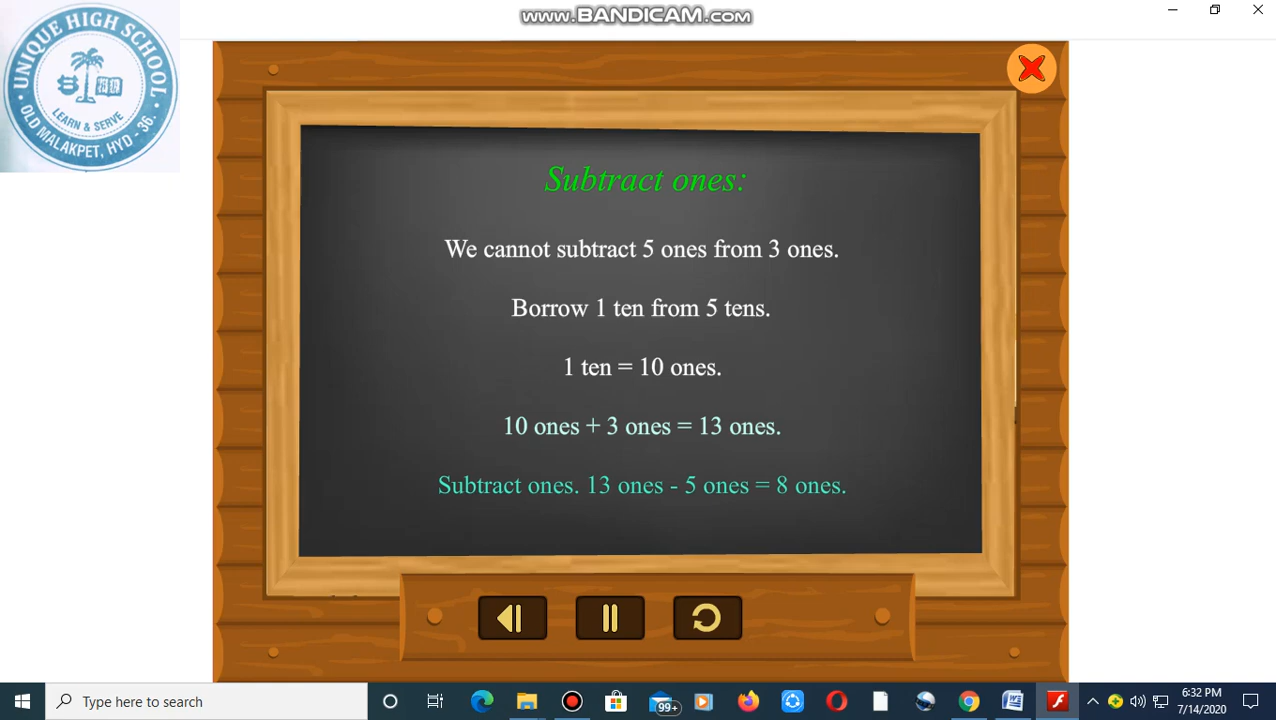 www.BANDICAM.com
UNIQUE HIGH SCHOOL
LEARN & SERVE
• OLD MALAKPET, HYD - 36. •
Subtract ones:
We cannot subtract 5 ones from 3 ones.
Borrow 1 ten from 5 tens.
1 ten = 10 ones.
10 ones + 3 ones = 13 ones.
Subtract ones. 13 ones - 5 ones = 8 ones.
Type here to search
99+
6:32 PM
7/14/2020